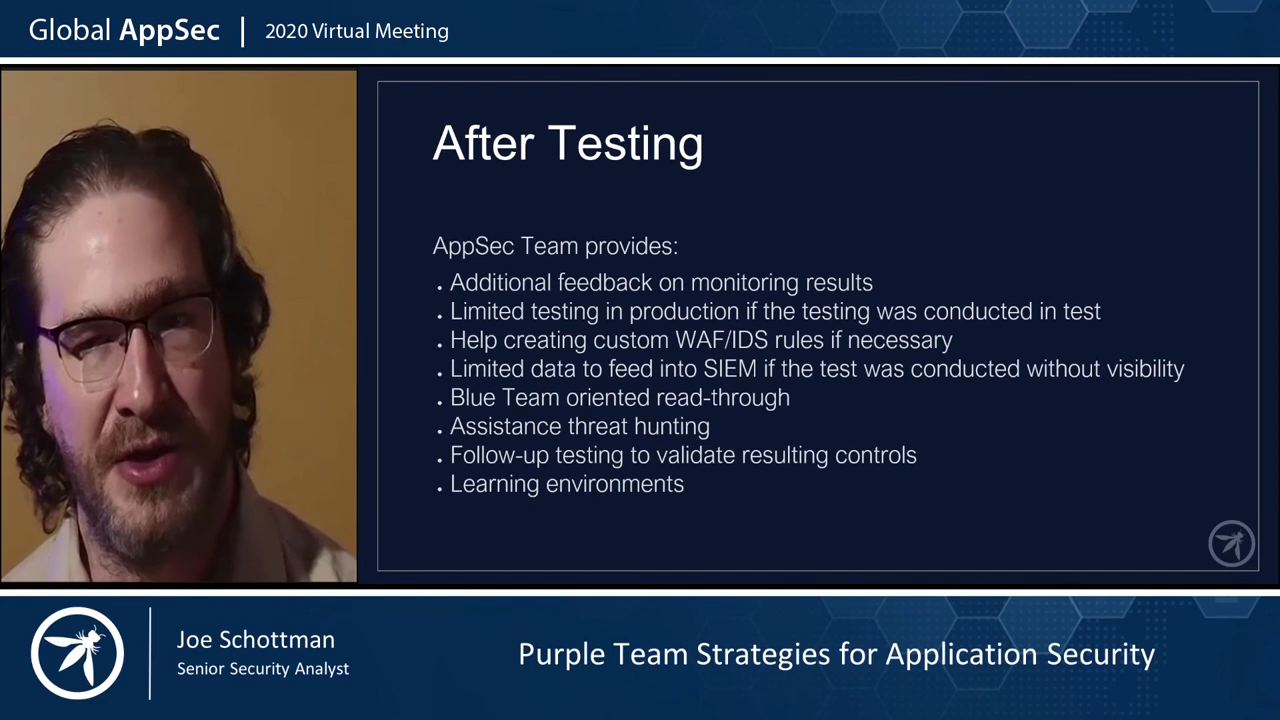 Global AppSec | 2020 Virtual Meeting
After Testing
AppSec Team provides:
. Additional feedback on monitoring results
. Limited testing in production if the testing was conducted in test
. Help creating custom WAF/IDS rules if necessary
. Limited data to feed into SIEM if the test was conducted without visibility
. Blue Team oriented read-through
. Assistance threat hunting
. Follow-up testing to validate resulting controls
. Learning environments
Joe Schottman
Senior Security Analyst
Purple Team Strategies for Application Security